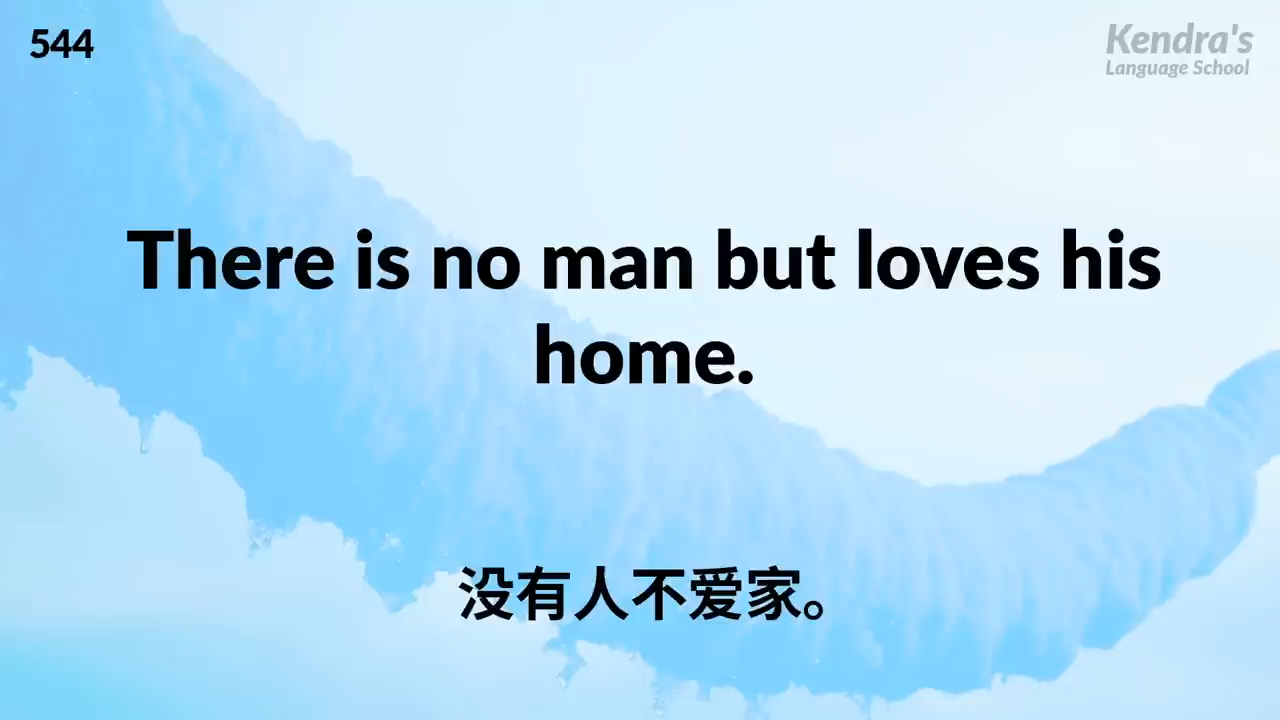 544
Kendra's
Language School
There is no man but loves his
home.
没有人不爱家。